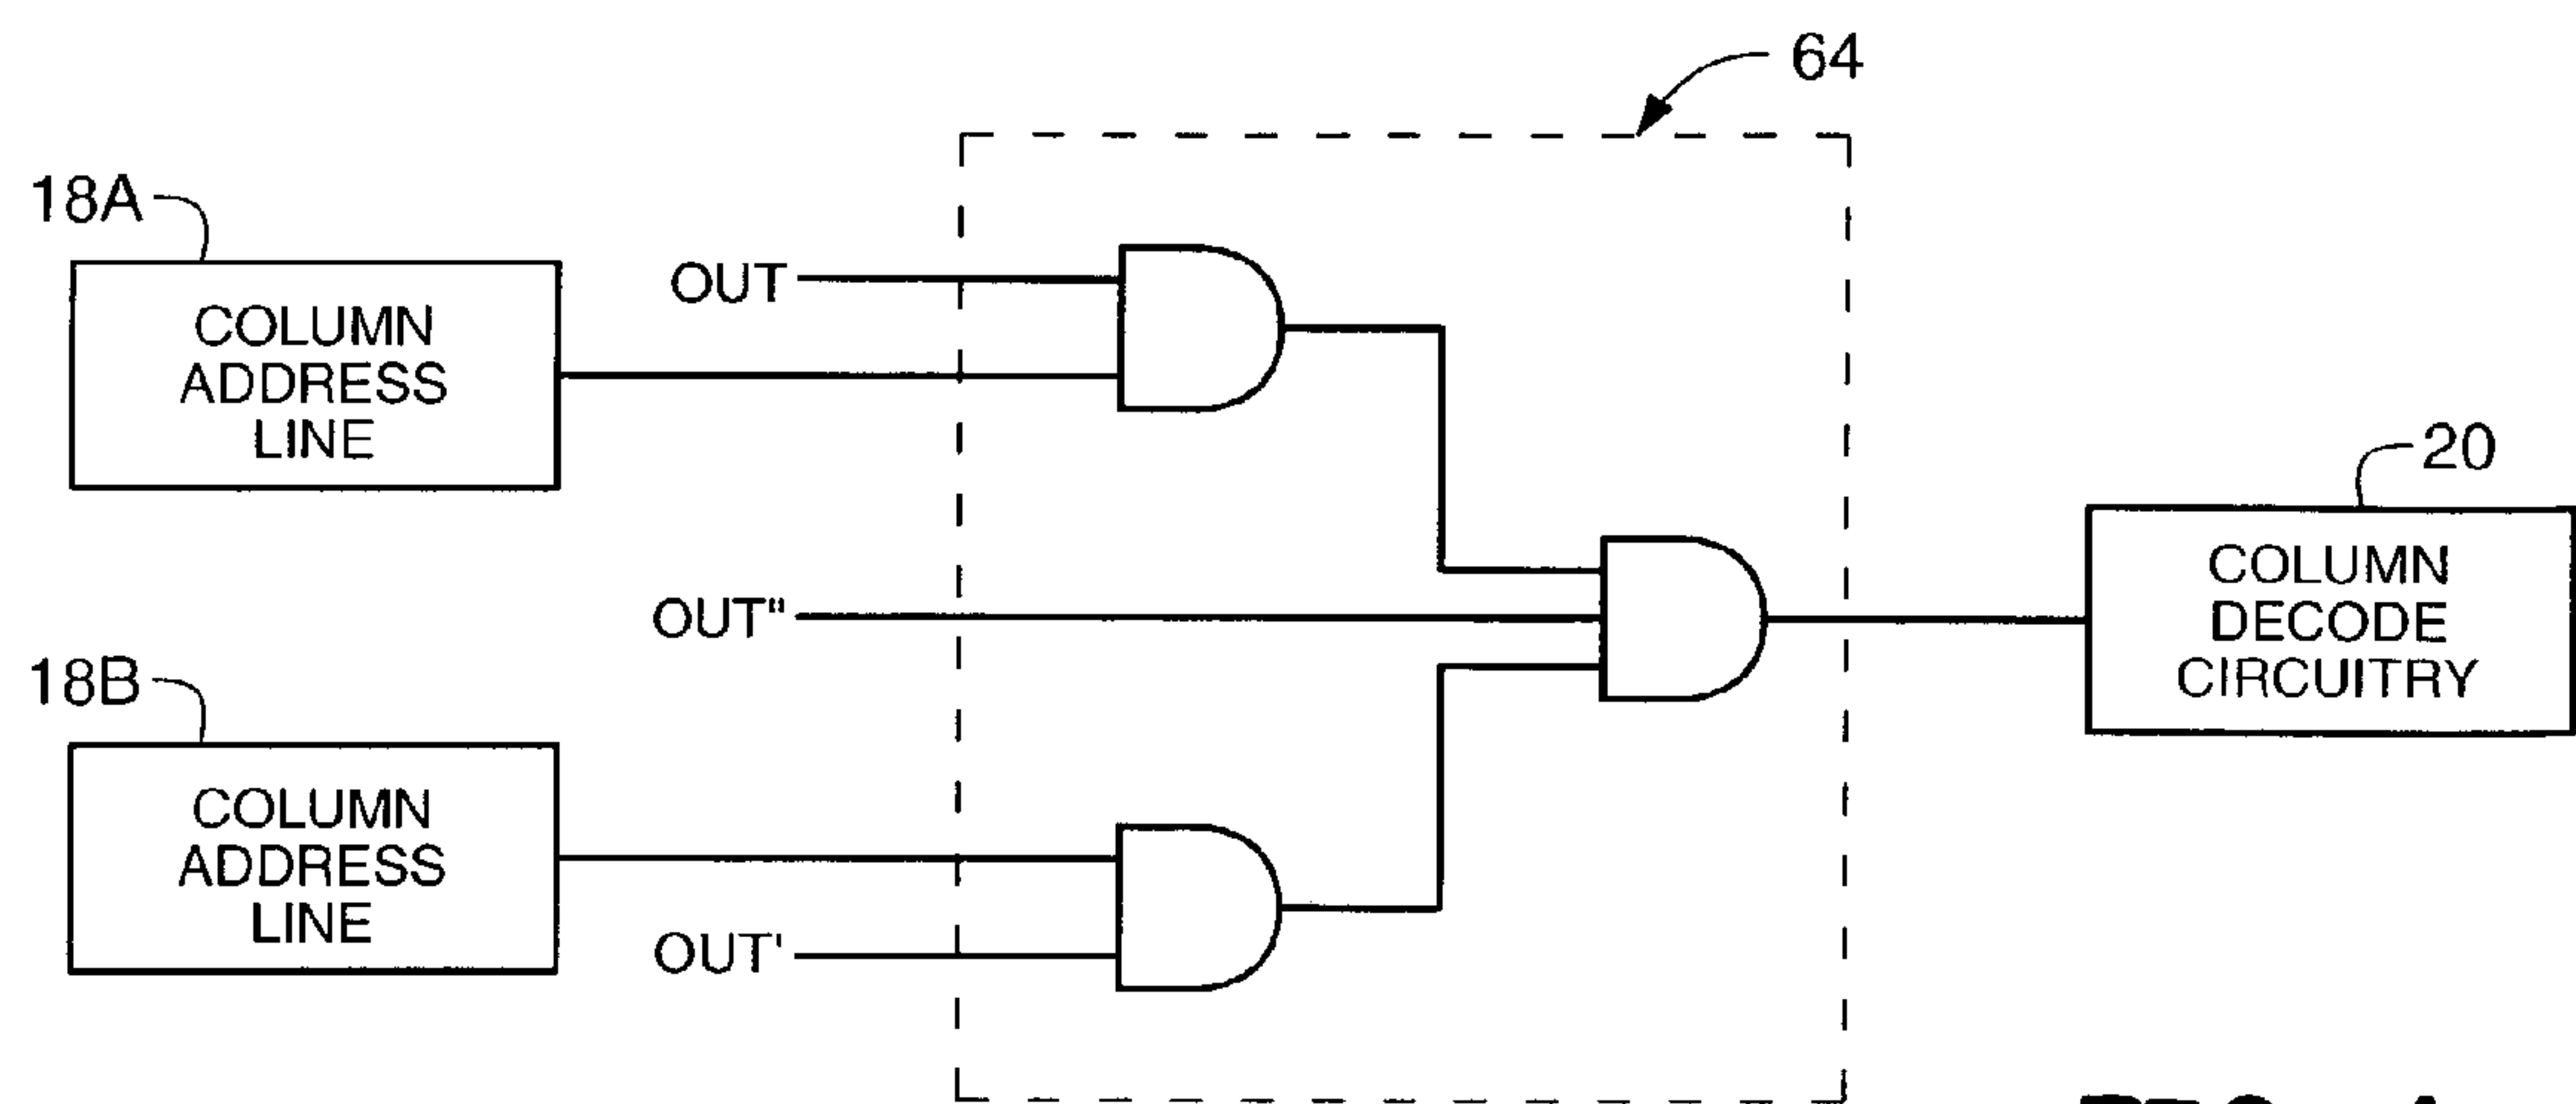 64
18A
OUT
COLUMN
ADDRESS
LINE
20
COLUMN
DECODE
CIRCUITRY
OUT"
18B
COLUMN
ADDRESS
LINE
OUT'